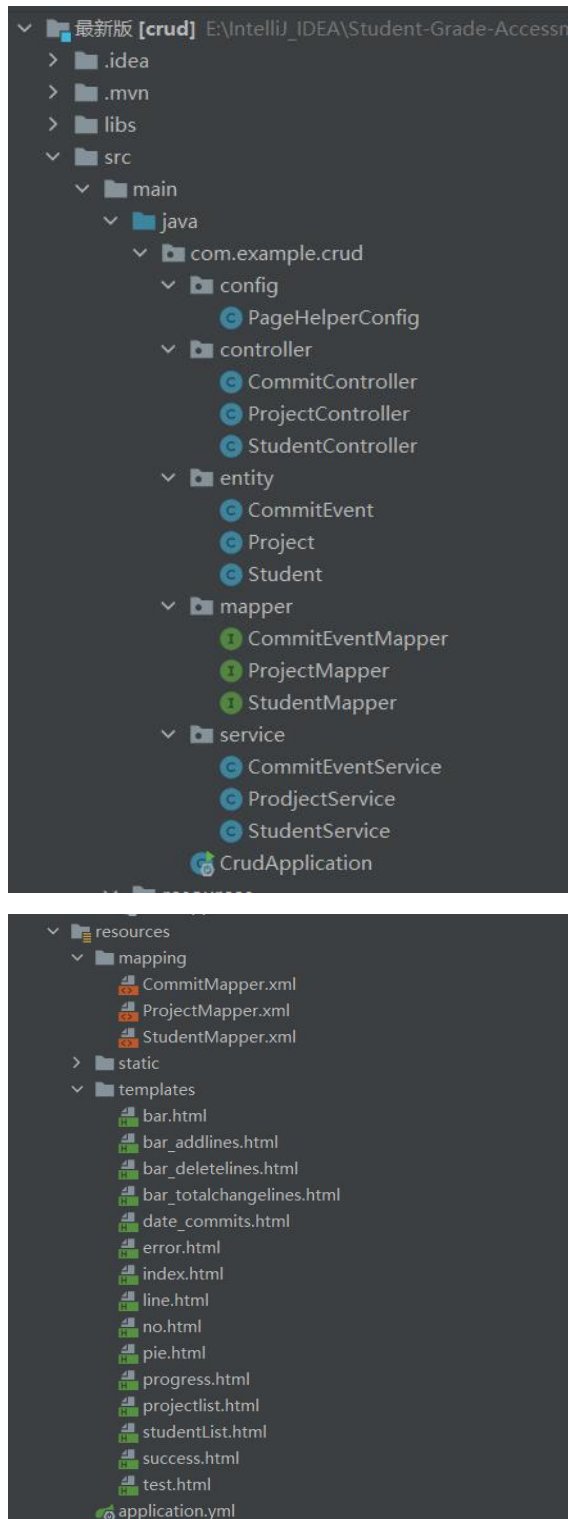 最新版 [crud] E:\IntelliJ_IDEA\Student-Grade-Accessm
.idea
.mvn
libs
src
main
java
com.example.crud
config
PageHelperConfig
controller
CommitController
ProjectController
StudentController
entity
CommitEvent
Project
Student
mapper
CommitEventMapper
ProjectMapper
StudentMapper
service
CommitEventService
ProdjectService
StudentService
CrudApplication
resources
mapping
CommitMapper.xml
ProjectMapper.xml
StudentMapper.xml
static
templates
bar.html
bar_addlines.html
bar_deletelines.html
bar_totalchangelines.html
date_commits.html
error.html
index.html
line.html
no.html
pie.html
progress.html
projectlist.html
studentList.html
success.html
test.html
application.yml